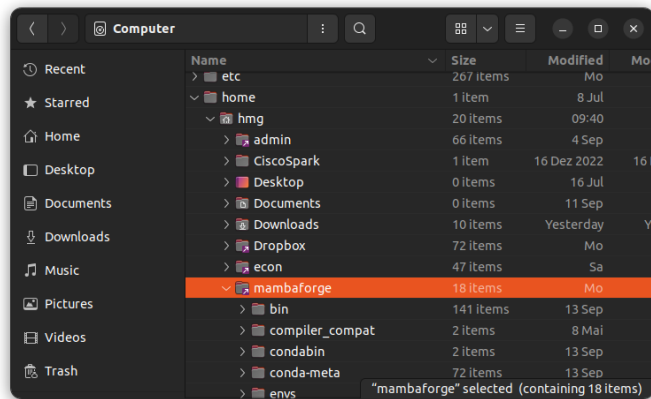 Computer
Name Size Modified Mo
Recent
Starred
Home
Desktop
Documents
Downloads
Music
Pictures
Videos
Trash
etc 267 items Mo
home 1 item 8 Jul
hmg 20 items 09:40
admin 66 items 4 Sep
CiscoSpark 1 item 16 Dez 2022 16
Desktop 0 items 16 Jul
Documents 0 items 11 Sep
Downloads 10 items Yesterday Y
Dropbox 72 items Mo
econ 47 items Sa
mambaforge 18 items Mo
bin 141 items 13 Sep
compiler_compat 2 items 8 Mai
condabin 2 items 13 Sep
conda-meta 72 items 13 Sep
envs
“mambaforge” selected (containing 18 items)